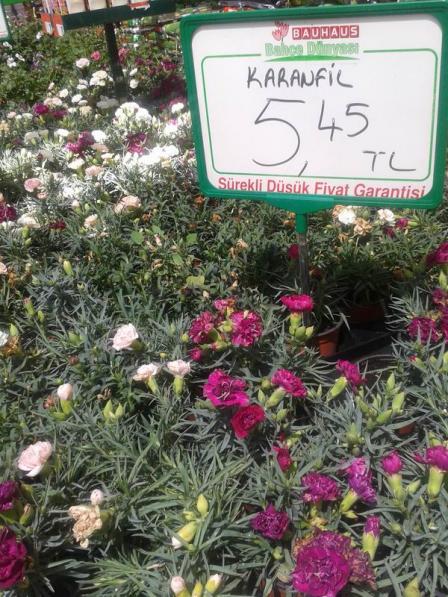 BAUHAUS
Bahçe Dünyası
KARANFİL
5,45
TL
Sürekli Düşük Fiyat Garantisi